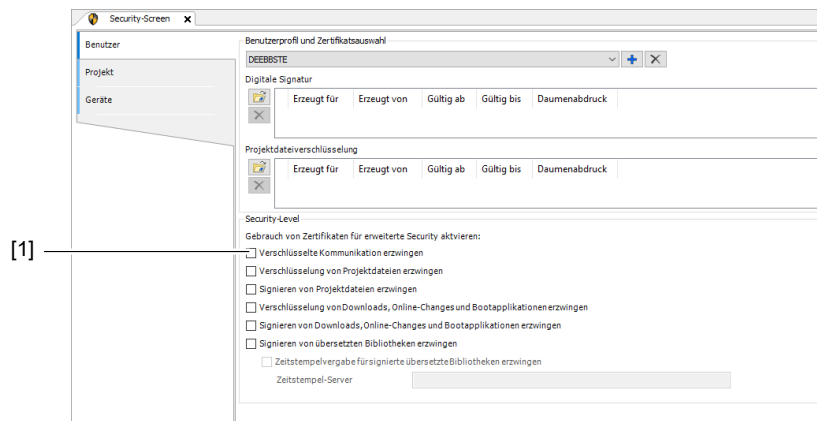 Security-Screen
Benutzer
Projekt
Geräte
Benutzerprofil und Zertifikatsauswahl
DEEBBSTE
Digitale Signatur
Erzeugt für Erzeugt von Gültig ab Gültig bis Daumenabdruck
Projektdateiverschlüsselung
Erzeugt für Erzeugt von Gültig ab Gültig bis Daumenabdruck
Security-Level
Gebrauch von Zertifikaten für erweiterte Security aktvieren:
[1]
Verschlüsselte Kommunikation erzwingen
Verschlüsselung von Projektdateien erzwingen
Signieren von Projektdateien erzwingen
Verschlüsselung von Downloads, Online-Changes und Bootapplikationen erzwingen
Signieren von Downloads, Online-Changes und Bootapplikationen erzwingen
Signieren von übersetzten Bibliotheken erzwingen
Zeitstempelvergabe für signierte übersetzte Bibliotheken erzwingen
Zeitstempel-Server